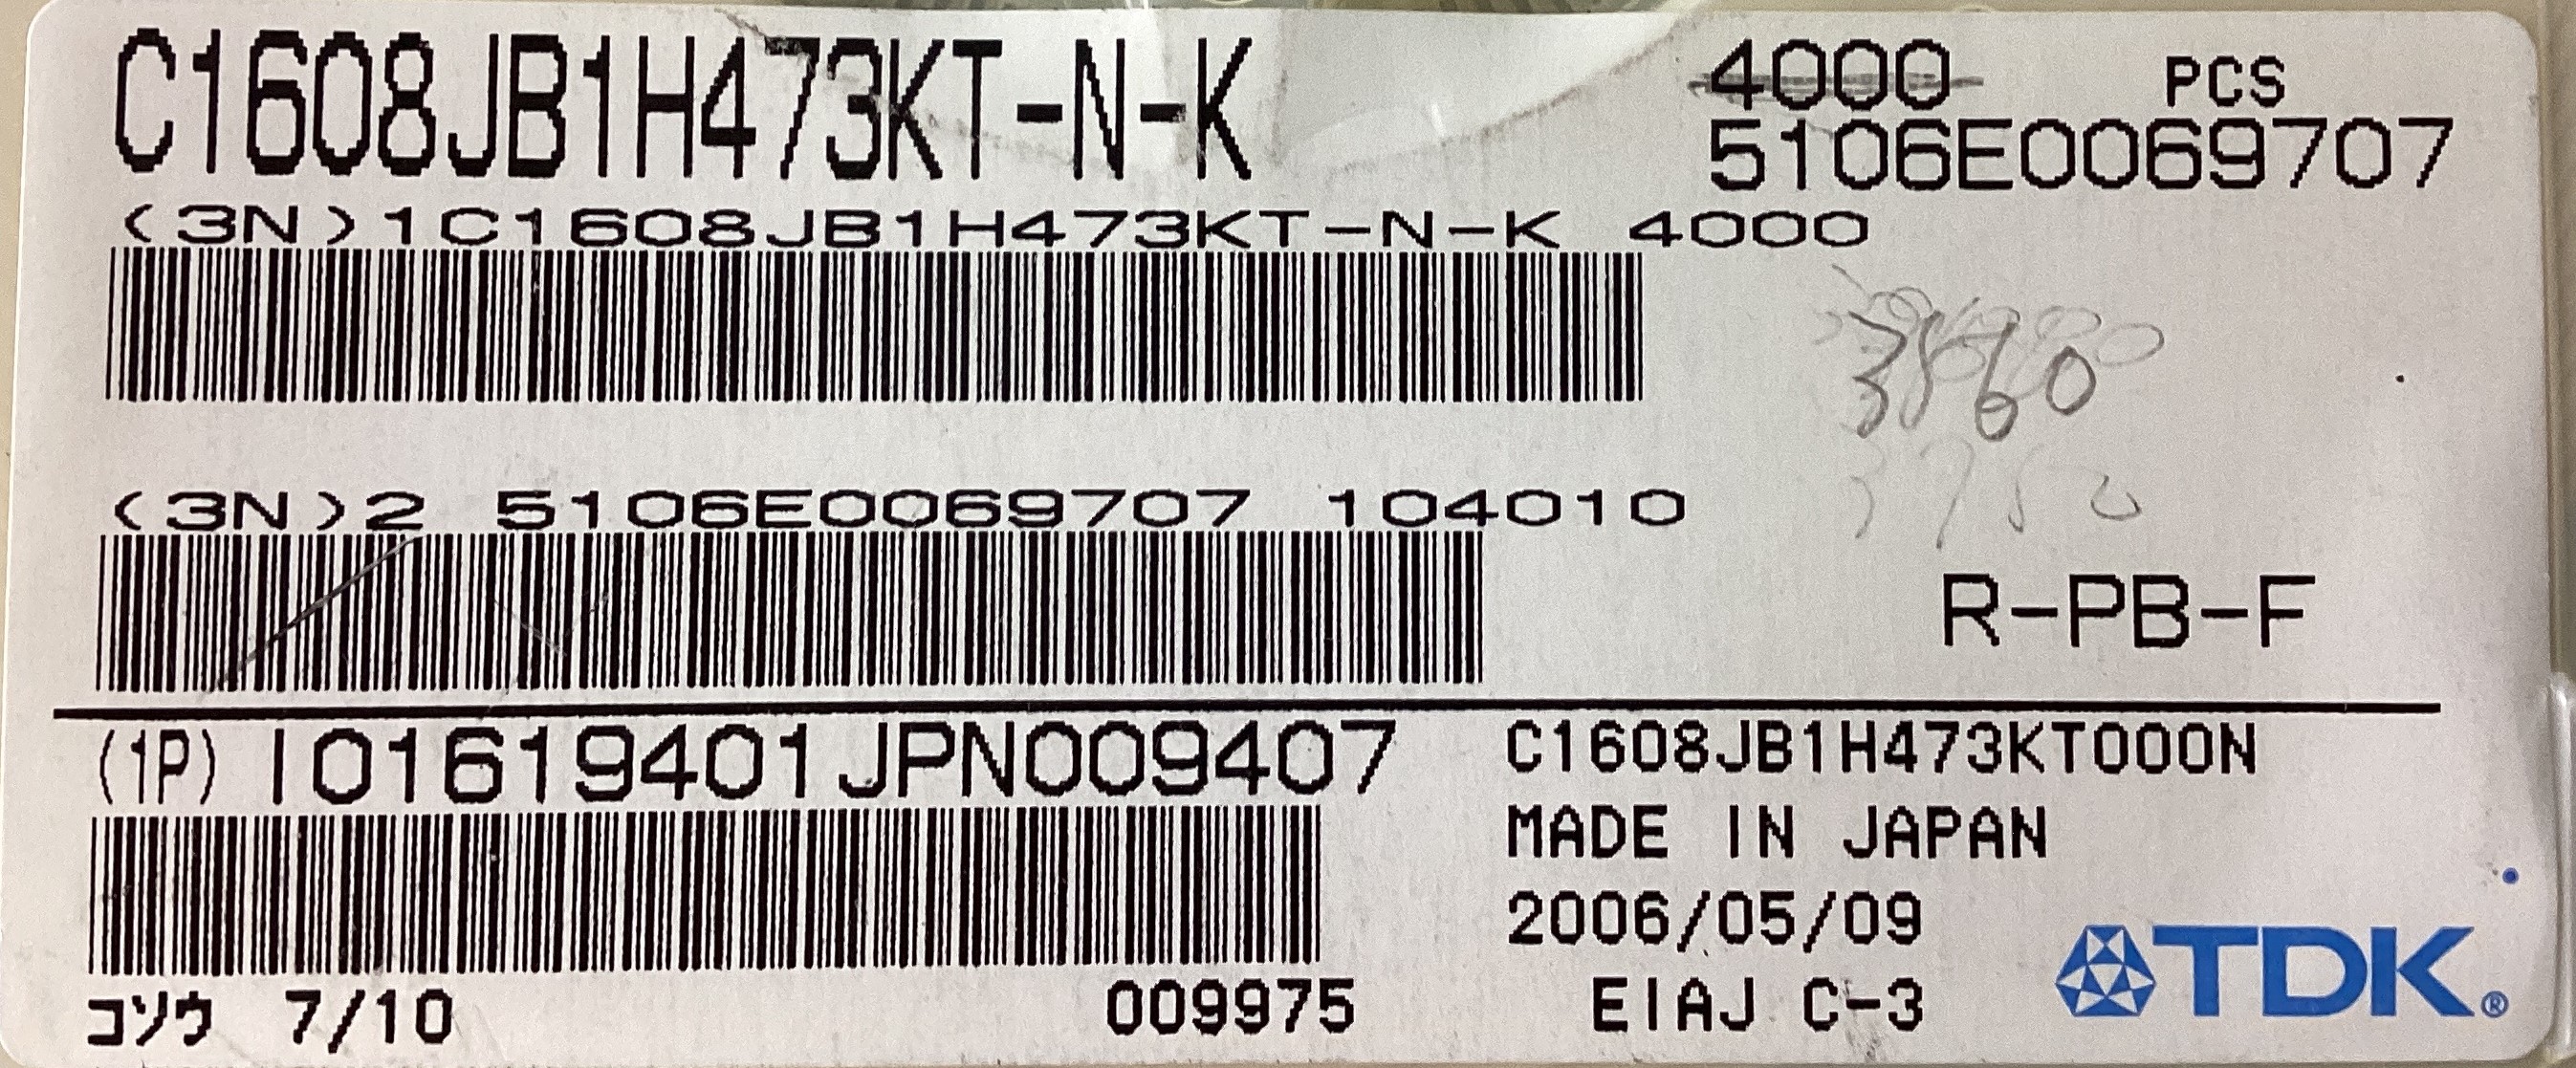 C1608JB1H473KT-N-K
4000 PCS
5106E0069707
(3N)1C1608JB1H473KT-N-K 4000
3860
3750
(3N)2 5106E0069707 104010
R-PB-F
(1P) I01619401JPN009407
C1608JB1H473KT000N
MADE IN JAPAN
2006/05/09
コソウ 7/10
009975
EIAJ C-3
TDK®